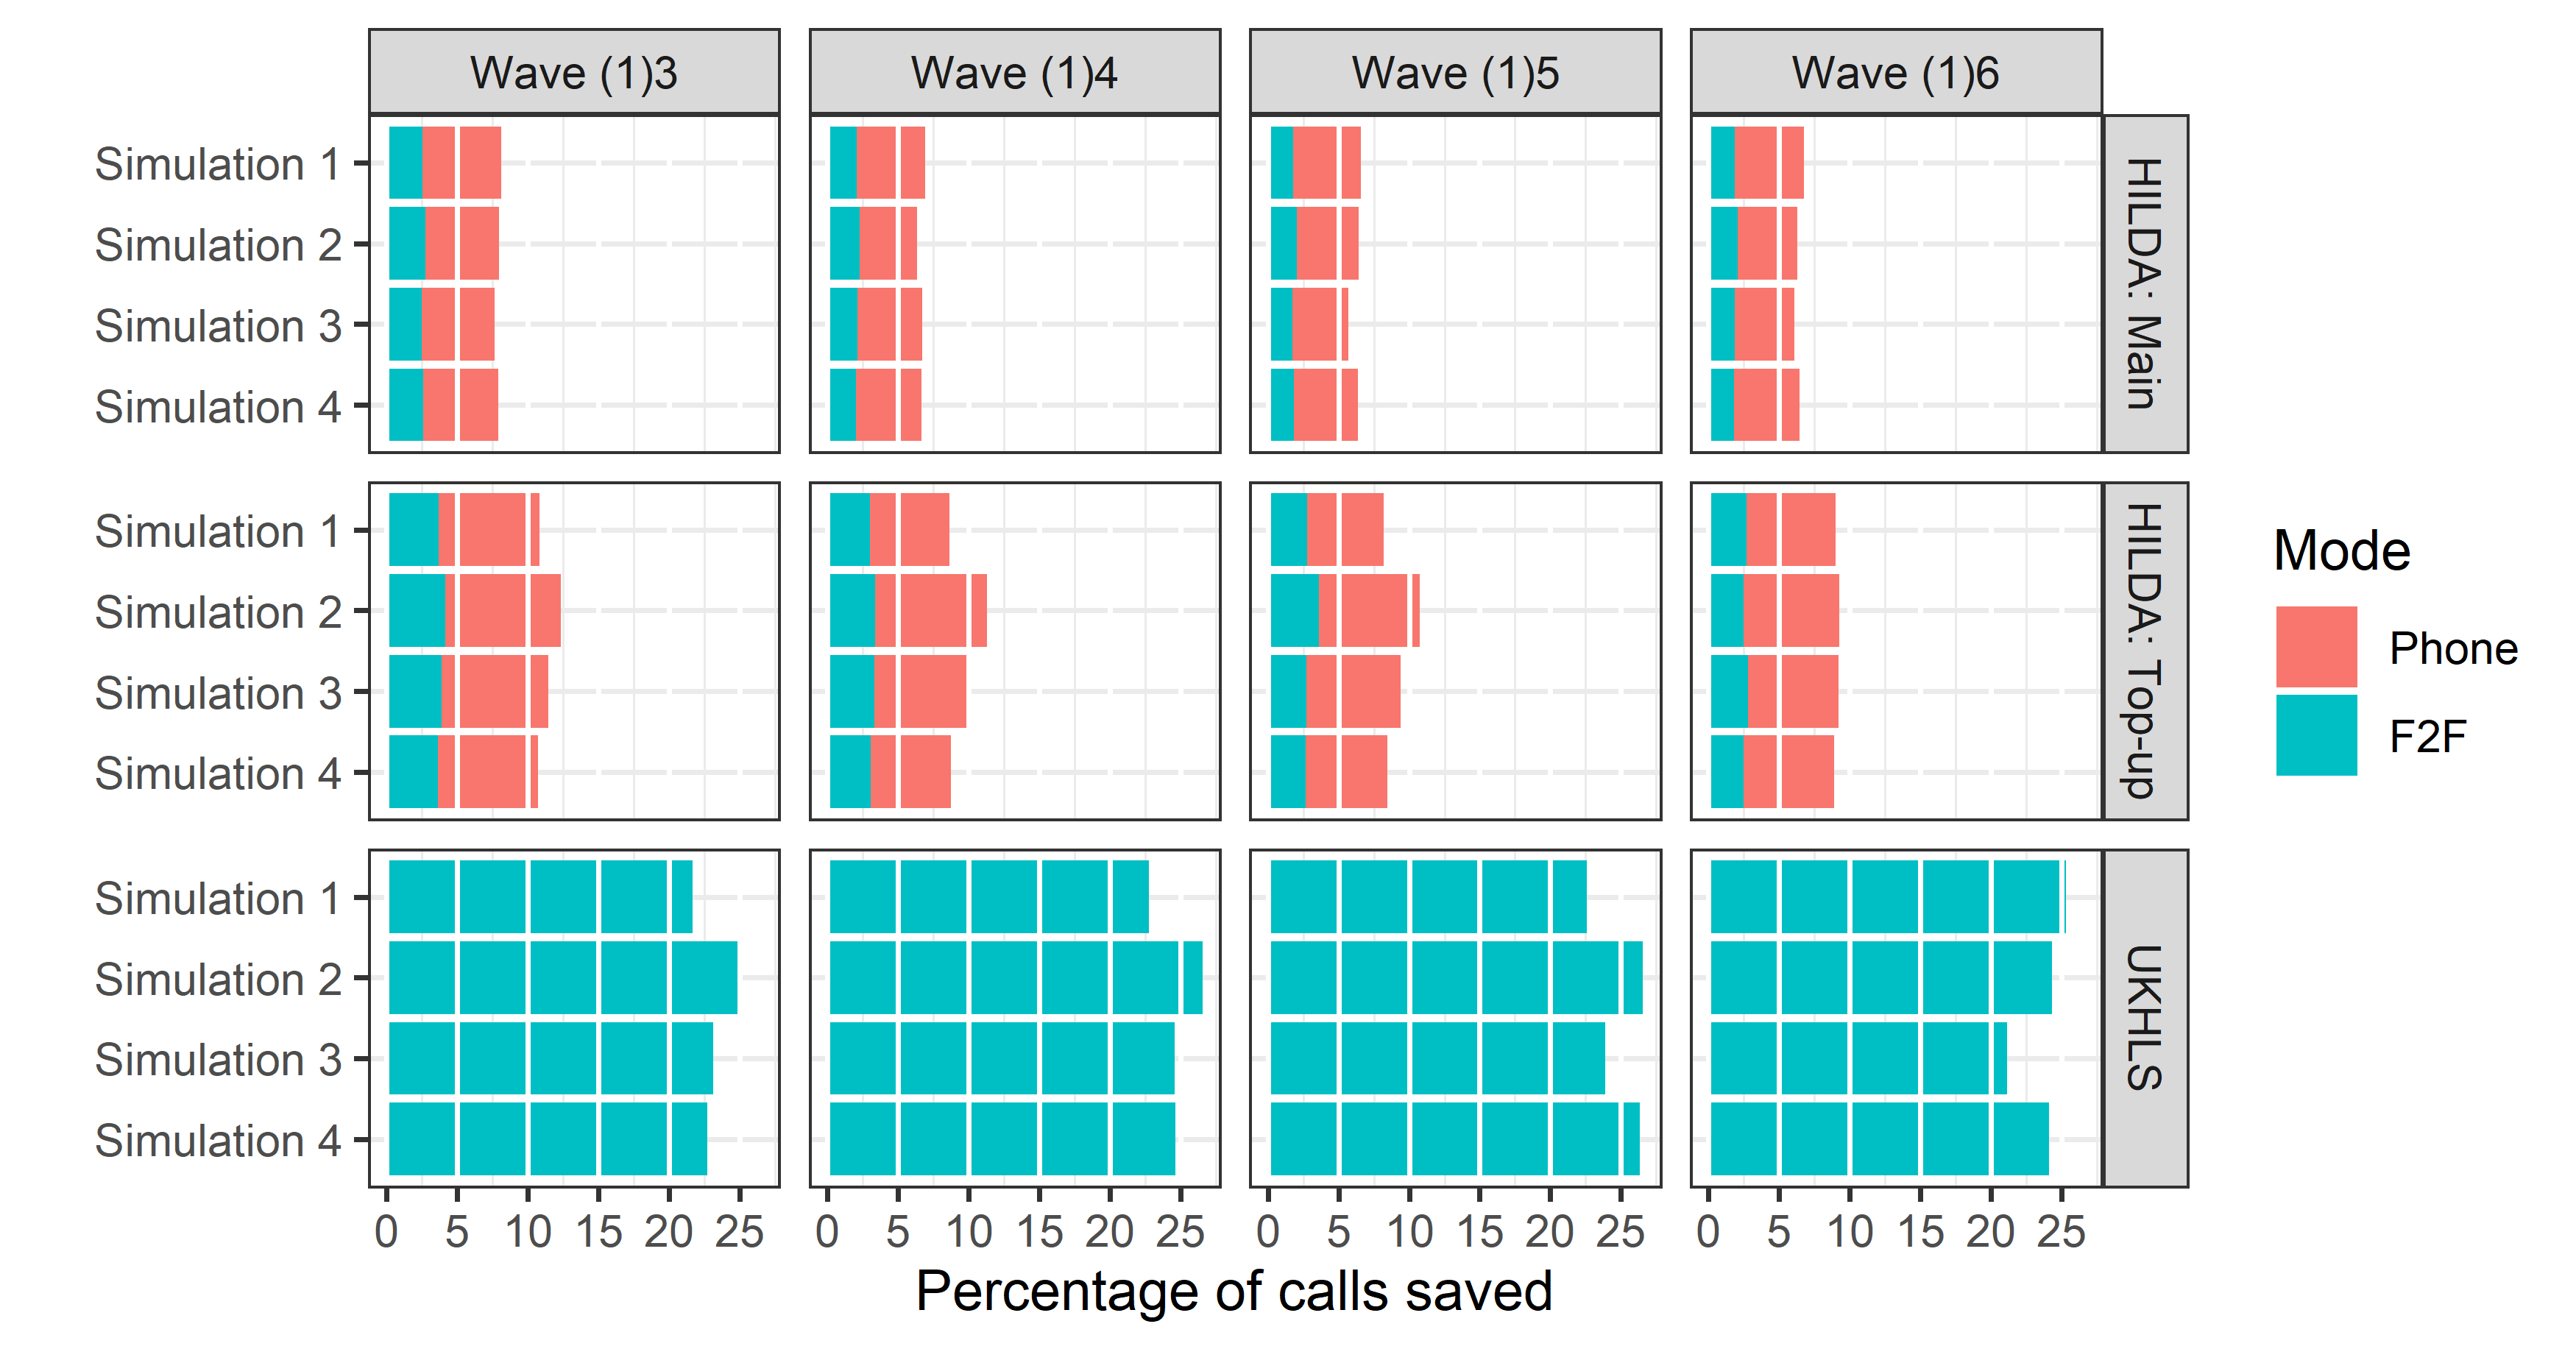 Wave (1)3
Wave (1)4
Wave (1)5
Wave (1)6
Simulation 1
Simulation 2
Simulation 3
Simulation 4
HILDA: Main
Simulation 1
Simulation 2
Simulation 3
Simulation 4
HILDA: Top-up
Simulation 1
Simulation 2
Simulation 3
Simulation 4
UKHLS
0 5 10 15 20 25
0 5 10 15 20 25
0 5 10 15 20 25
0 5 10 15 20 25
Percentage of calls saved
Mode
Phone
F2F